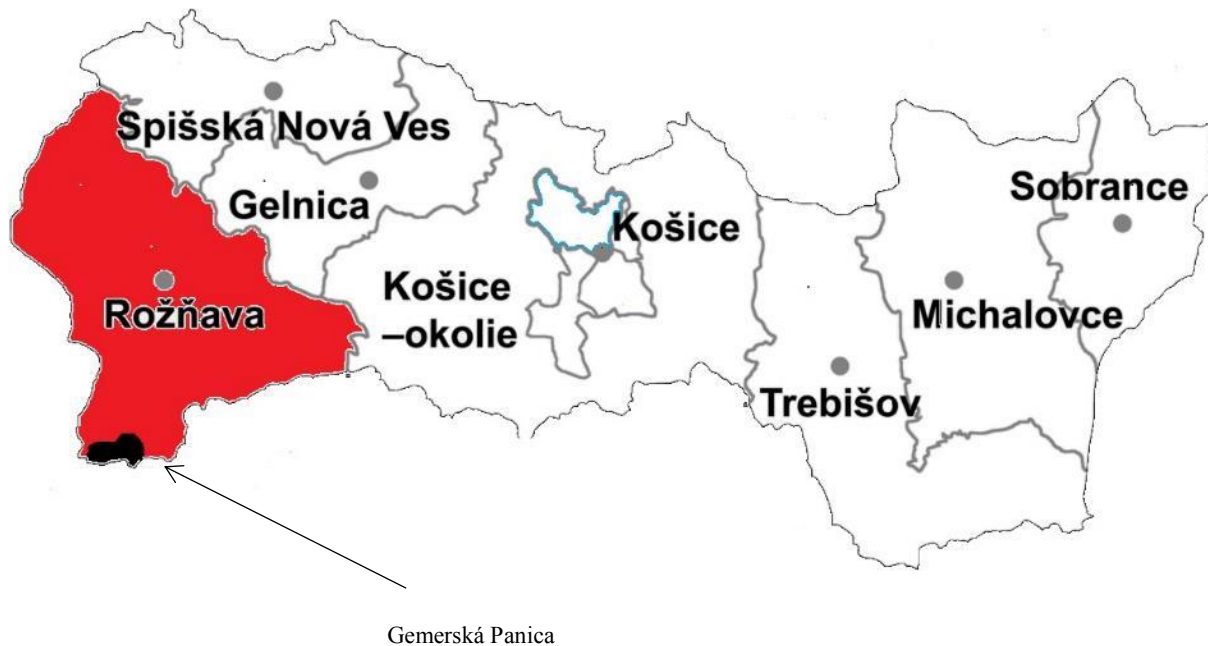 Spišská Nová Ves
Gelnica
Rožňava
Košice
–okolie
Košice
Trebišov
Michalovce
Sobrance
Gemerská Panica